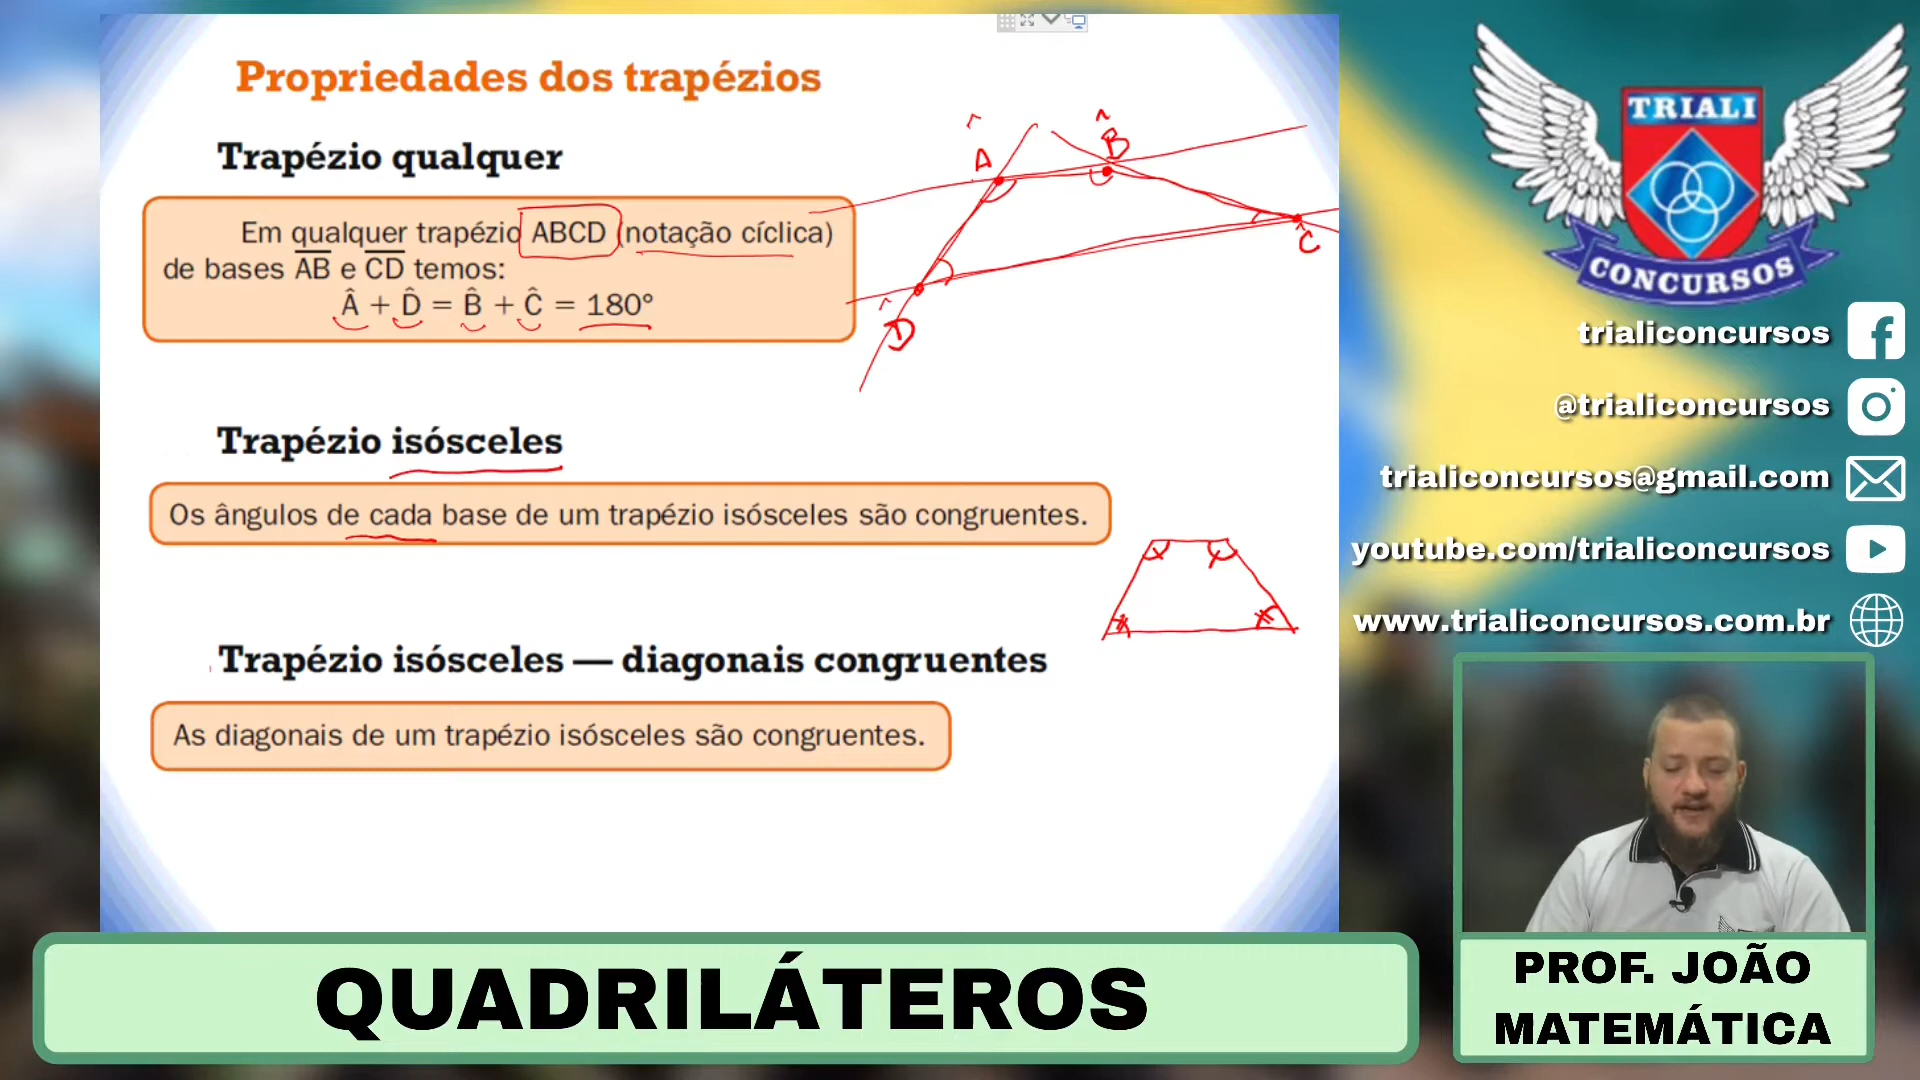 Propriedades dos trapézios
Trapézio qualquer
Em qualquer trapézio ABCD (notação cíclica)
de bases A̅B̅ e C̅D̅ temos:
Â + D̂ = B̂ + Ĉ = 180°
A
B̂
Ĉ
D
Trapézio isósceles
Os ângulos de cada base de um trapézio isósceles são congruentes.
Trapézio isósceles — diagonais congruentes
As diagonais de um trapézio isósceles são congruentes.
TRIALI
CONCURSOS
trialiconcursos
@trialiconcursos
trialiconcursos@gmail.com
youtube.com/trialiconcursos
www.trialiconcursos.com.br
QUADRILÁTEROS
PROF. JOÃO
MATEMÁTICA